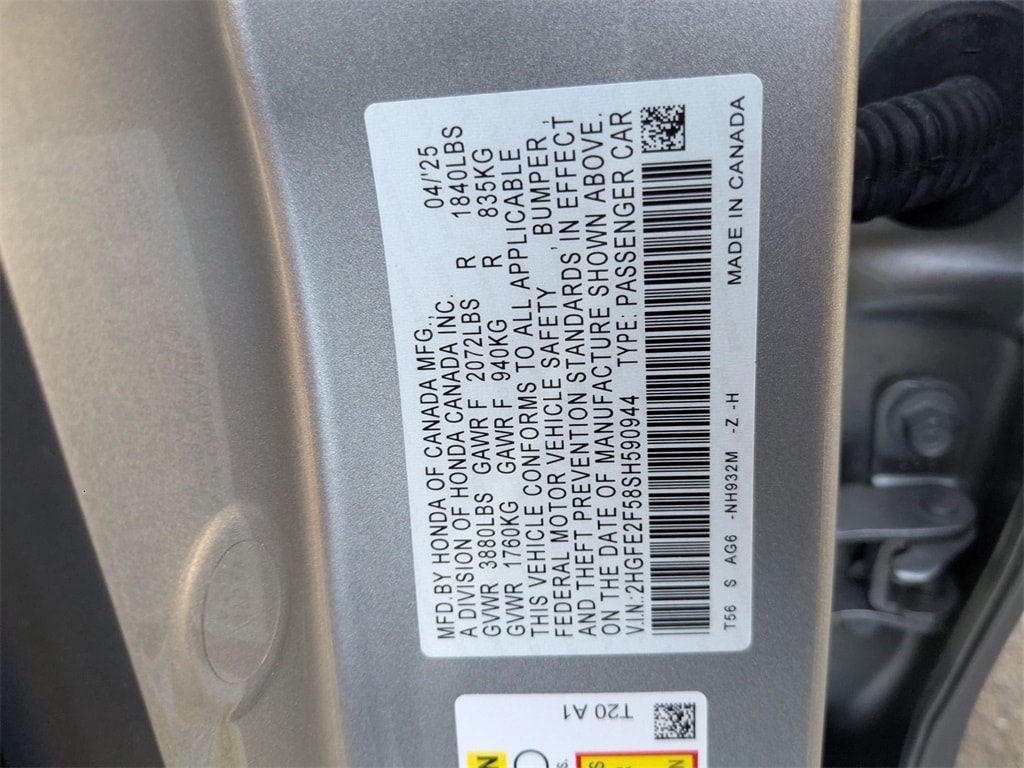 MFD BY HONDA OF CANADA MFG., 04/'25
A DIVISION OF HONDA CANADA INC.
GVWR 3880LBS GAWR F 2072LBS R 1840LBS
GVWR 1760KG GAWR F 940KG R 835KG
THIS VEHICLE CONFORMS TO ALL APPLICABLE
FEDERAL MOTOR VEHICLE SAFETY , BUMPER ,
AND THEFT PREVENTION STANDARDS IN EFFECT
ON THE DATE OF MANUFACTURE SHOWN ABOVE.
V.I.N.:2HGFE2F58SH590944 TYPE: PASSENGER CAR
T56 S AG6 -NH932M -Z -H MADE IN CANADA
T20 A1